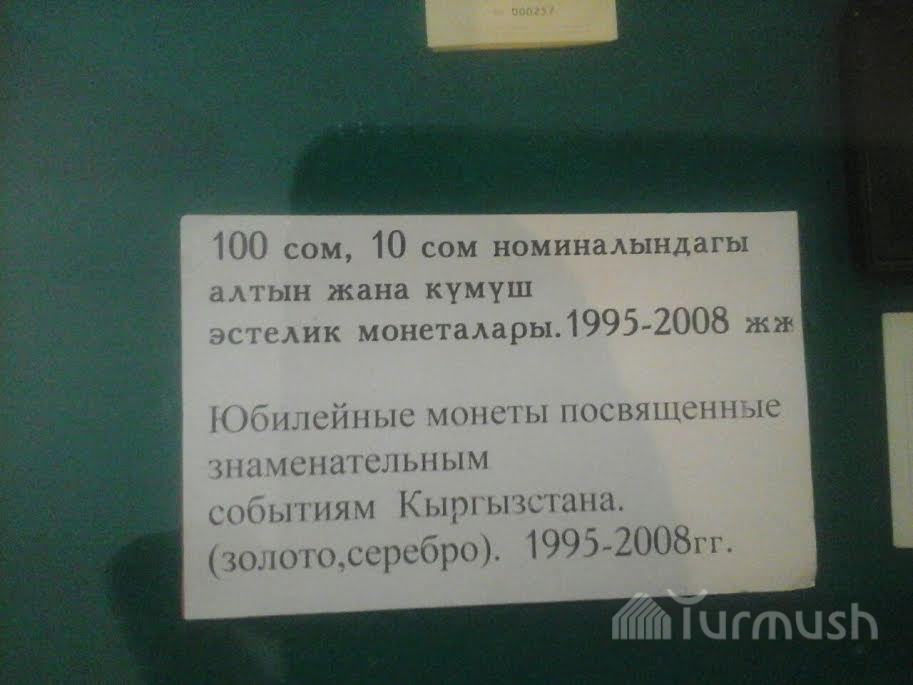 000257
100 сом, 10 сом номиналындагы
алтын жана күмүш
эстелик монеталары.1995-2008 жж
Юбилейные монеты посвященные
знаменательным
событиям Кыргызстана.
(золото,серебро). 1995-2008гг.
Turmush